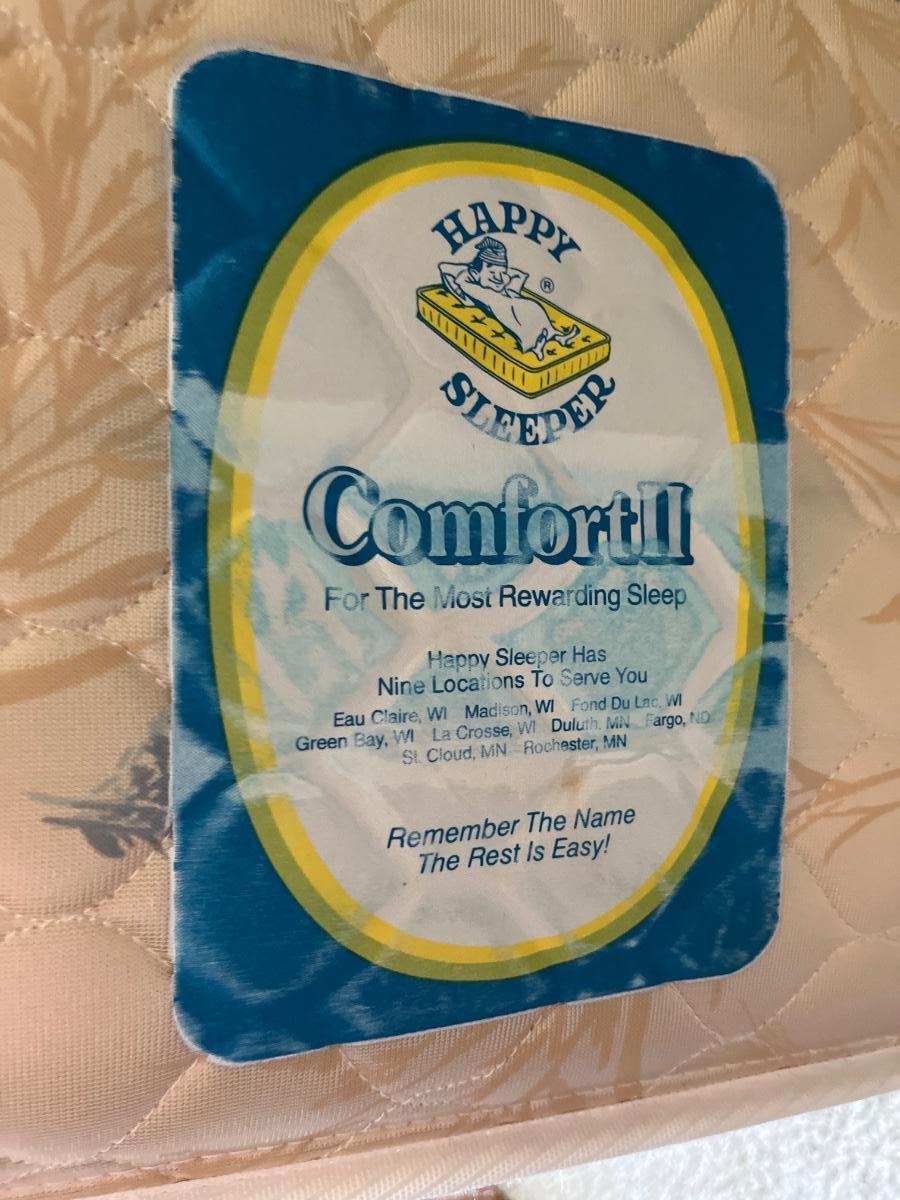 HAPPY
®
SLEEPER
Comfort II
For The Most Rewarding Sleep
Happy Sleeper Has
Nine Locations To Serve You
Eau Claire, WI Madison, WI Fond Du Lac, WI
Green Bay, WI La Crosse, WI Duluth, MN Fargo, ND
St. Cloud, MN Rochester, MN
Remember The Name
The Rest Is Easy!